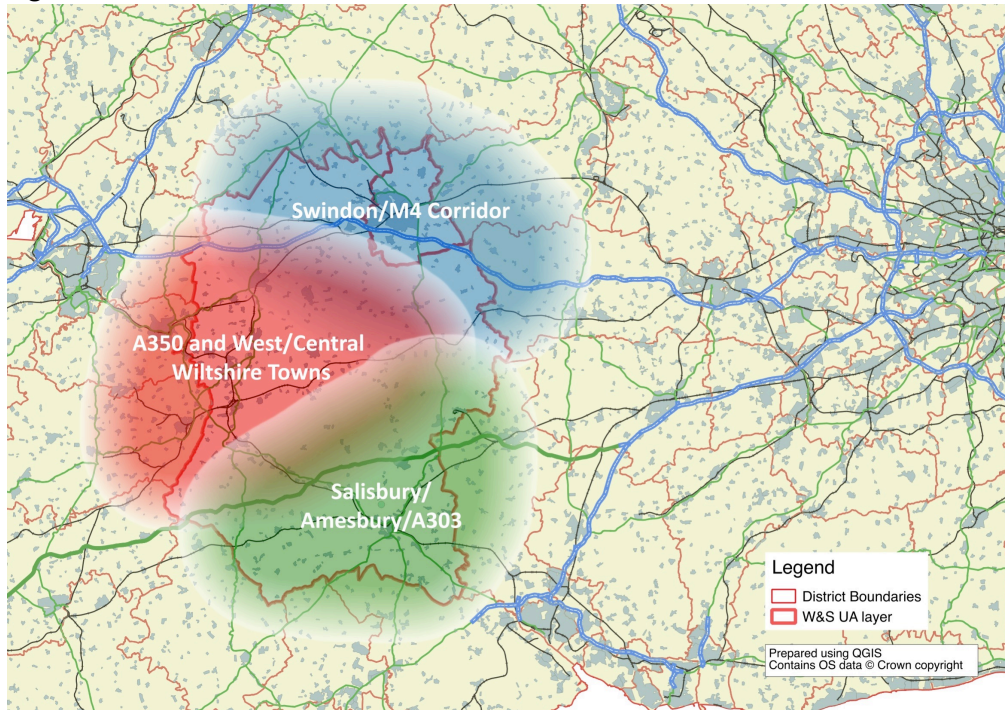 Swindon/M4 Corridor
A350 and West/Central
Wiltshire Towns
Salisbury/
Amesbury/A303
Legend
District Boundaries
W&S UA layer
Prepared using QGIS
Contains OS data © Crown copyright